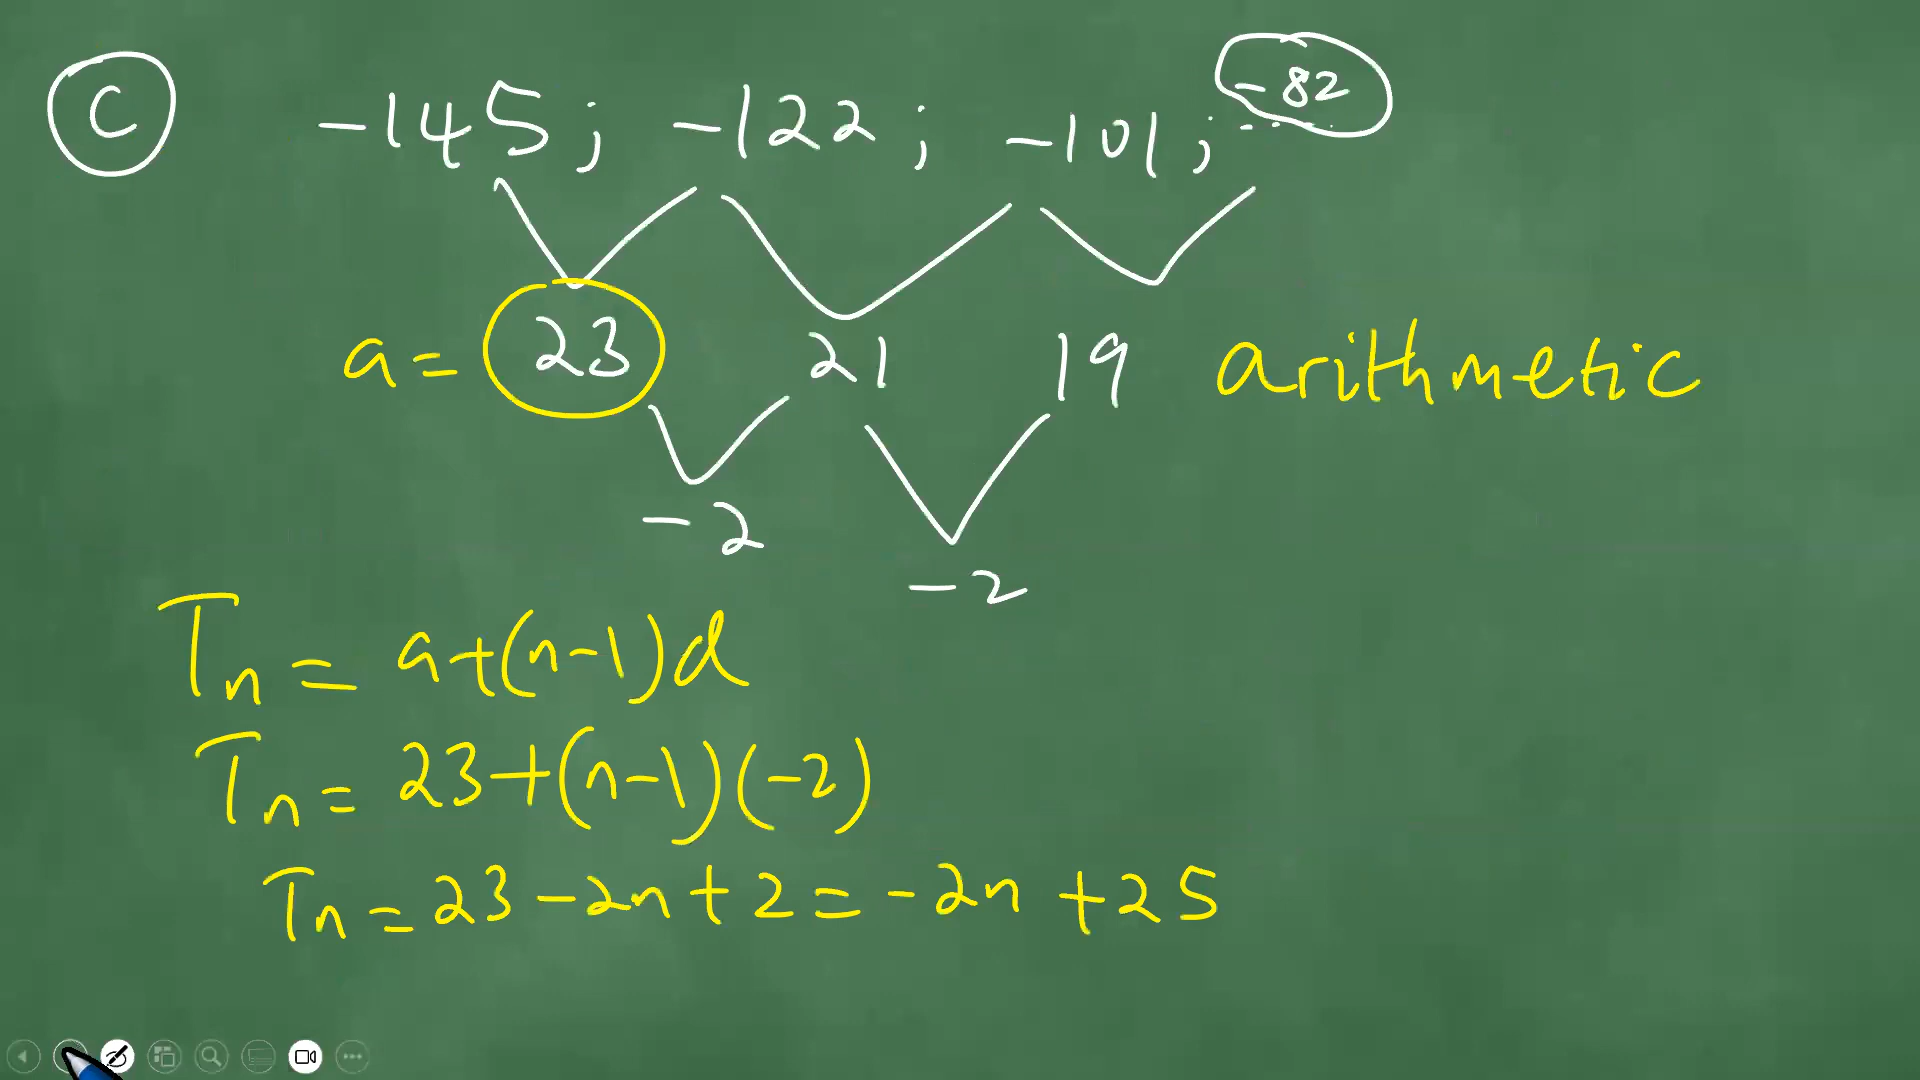 C
-145; -122; -101; .... -82
a = 23 21 19 arithmetic
-2
-2
Tn = a+(n-1)d
Tn = 23+(n-1)(-2)
Tn = 23-2n+2 = -2n+25